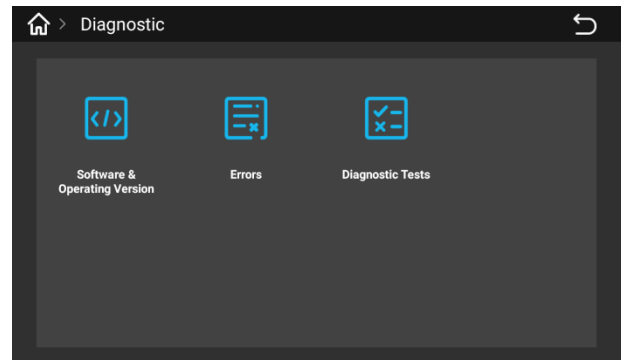 Diagnostic
Software &
Operating Version
Errors
Diagnostic Tests